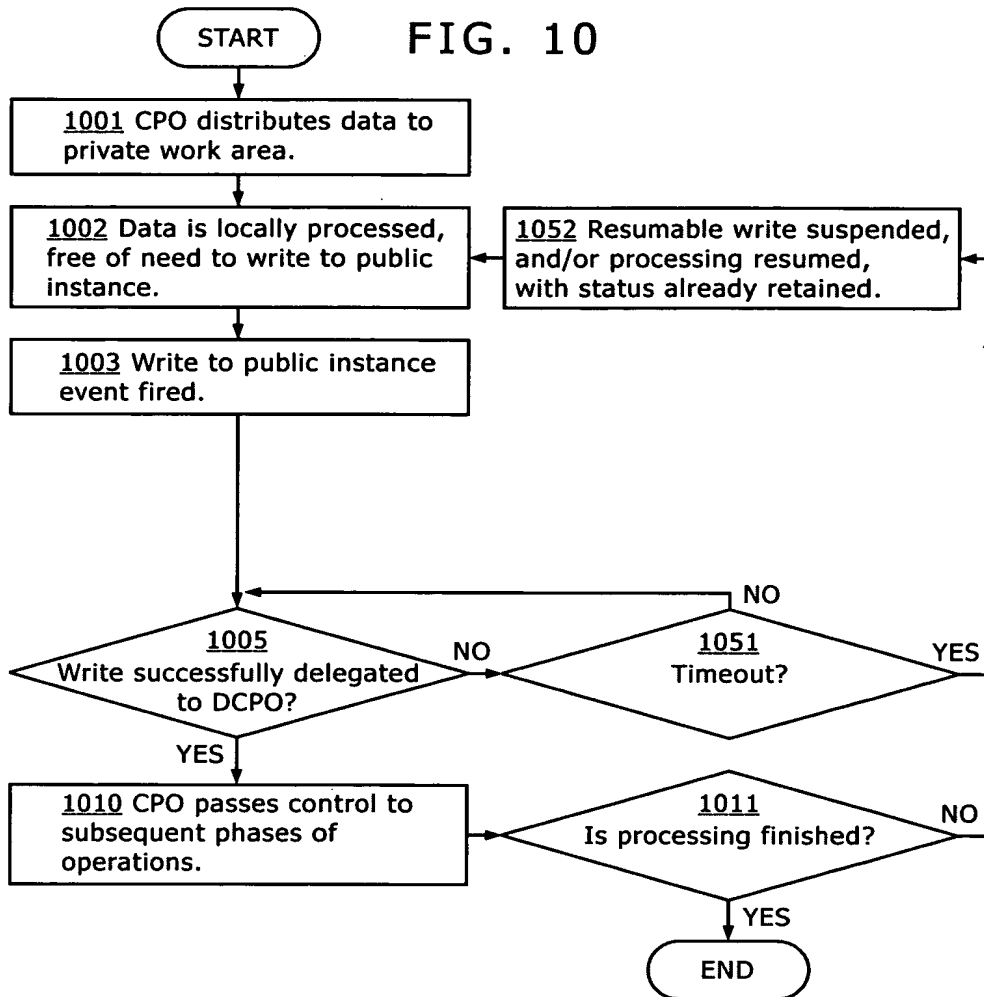 START
FIG. 10
1001 CPO distributes data to
private work area.
1002 Data is locally processed,
free of need to write to public
instance.
1052 Resumable write suspended,
and/or processing resumed,
with status already retained.
1003 Write to public instance
event fired.
NO
1005
Write successfully delegated
to DCPO?
NO
1051
Timeout?
YES
YES
1010 CPO passes control to
subsequent phases of
operations.
1011
Is processing finished?
NO
YES
END